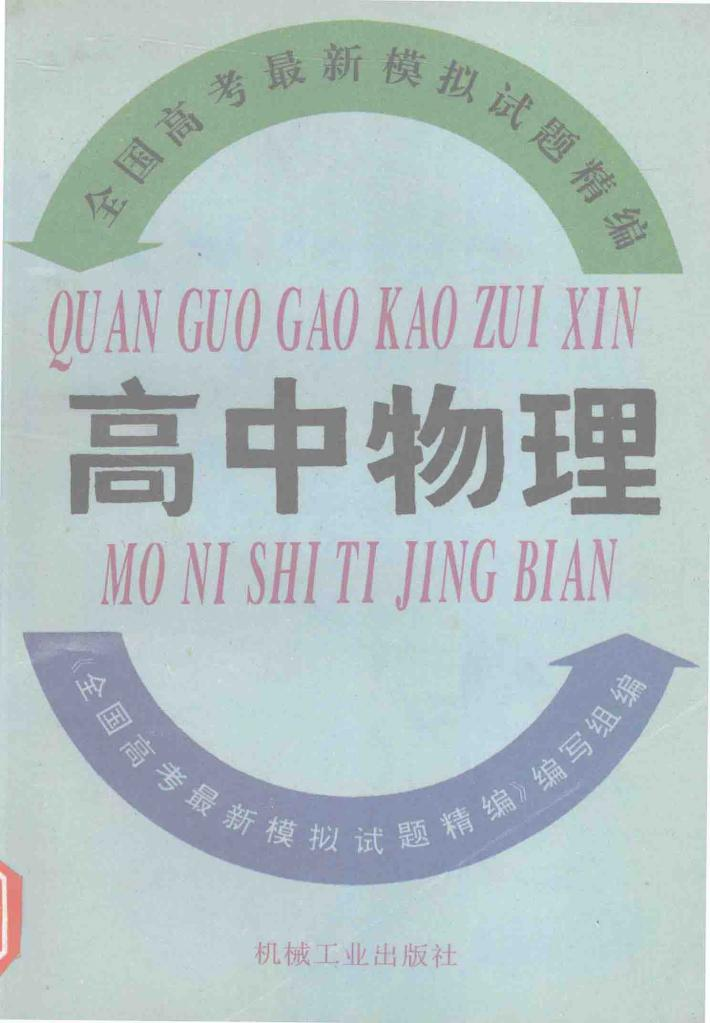 全国高考最新模拟试题精编
QUAN GUO GAO KAO ZUI XIN
高中物理
MO NI SHI TI JING BIAN
《全国高考最新模拟试题精编》编写组编
机械工业出版社